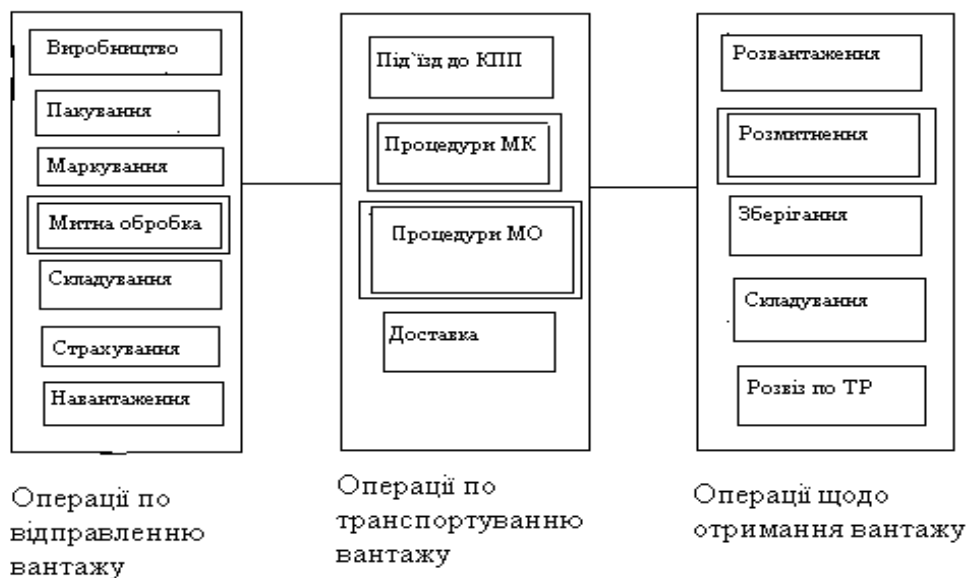 Виробництво
Пакування
Маркування
Митна обробка
Складування
Страхування
Навантаження
Операції по
відправленню
вантажу
Під`їзд до КПП
Процедури МК
Процедури МО
Доставка
Операції по
транспортуванню
вантажу
Розвантаження
Розмитнення
Зберігання
Складування
Розвіз по ТР
Операції щодо
отримання вантажу